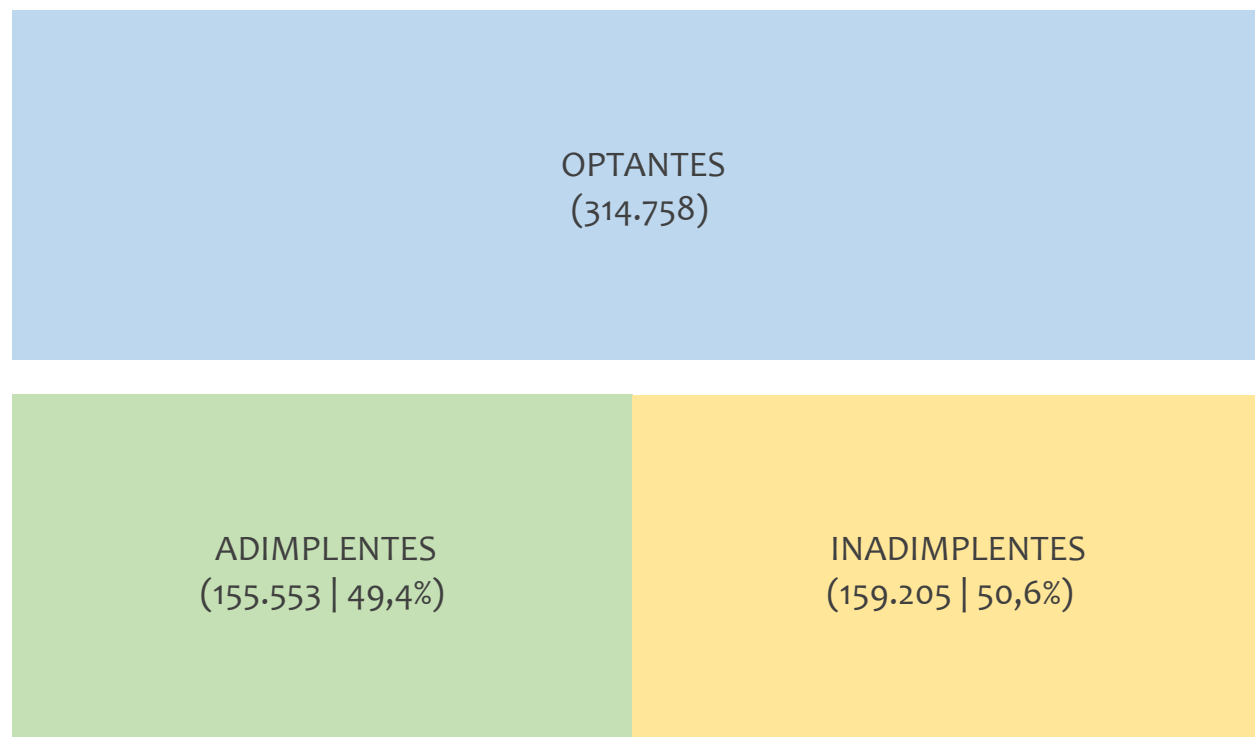 OPTANTES
(314.758)
ADIMPLENTES
(155.553 | 49,4%)
INADIMPLENTES
(159.205 | 50,6%)